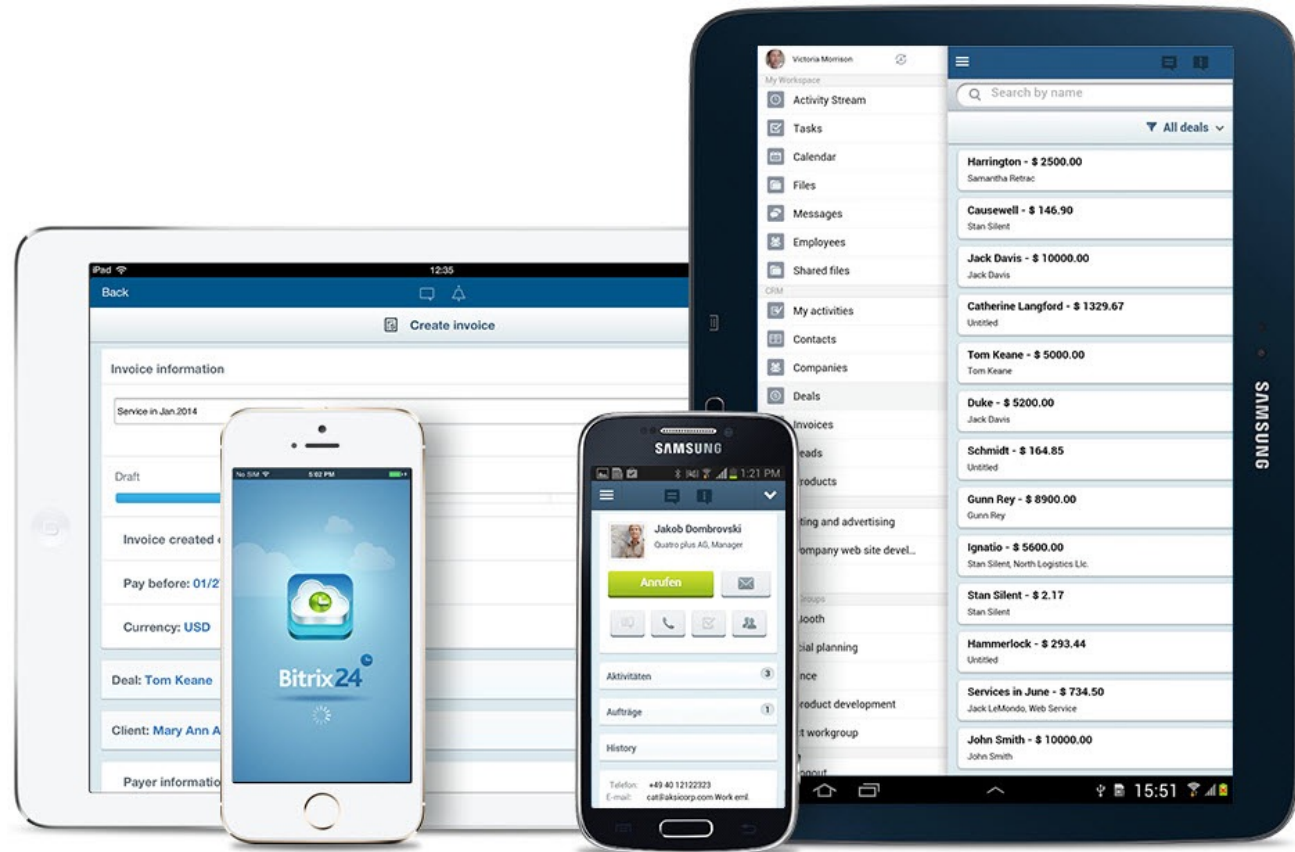 iPad
12:35
Back
Create invoice
Invoice information
Service in Jan.2014
Draft
Invoice created
Pay before: 01/2
Currency: USD
Deal: Tom Keane
Client: Mary Ann A
Payer informatio
No SIM
5:02 PM
Bitrix24
SAMSUNG
1:21 PM
Jakob Dombrovski
Quatro plus AG, Manager
Anrufen
Aktivitäten
3
Aufträge
1
History
Telefon: +49 40 12122323
E-mail: cat@aksicorp.com Work eml.
Victoria Morrison
My Workspace
Activity Stream
Tasks
Calendar
Files
Messages
Employees
Shared files
CRM
My activities
Contacts
Companies
Deals
Invoices
eads
roducts
ting and advertising
ompany web site devel...
Groups
ooth
ial planning
nce
roduct development
t workgroup
ogout
Search by name
All deals
Harrington - $ 2500.00
Samantha Retrac
Causewell - $ 146.90
Stan Silent
Jack Davis - $ 10000.00
Jack Davis
Catherine Langford - $ 1329.67
Untitled
Tom Keane - $ 5000.00
Tom Keane
Duke - $ 5200.00
Jack Davis
Schmidt - $ 164.85
Untitled
Gunn Rey - $ 8900.00
Gunn Rey
Ignatio - $ 5600.00
Stan Silent, North Logistics Llc.
Stan Silent - $ 2.17
Stan Silent
Hammerlock - $ 293.44
Untitled
Services in June - $ 734.50
Jack LeMondo, Web Service
John Smith - $ 10000.00
John Smith
15:51
SAMSUNG